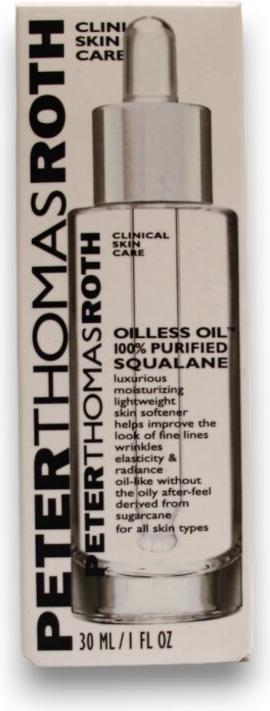 PETERTHOMASROTH
CLINI
SKIN
CARE
PETERTHOMASROTH
CLINICAL
SKIN
CARE
OILLESS OIL™
100% PURIFIED
SQUALANE
luxurious
moisturizing
lightweight
skin softener
helps improve the
look of fine lines
wrinkles
elasticity &
radiance
oil-like without
the oily after-feel
derived from
sugarcane
for all skin types
30 ML/1 FL OZ